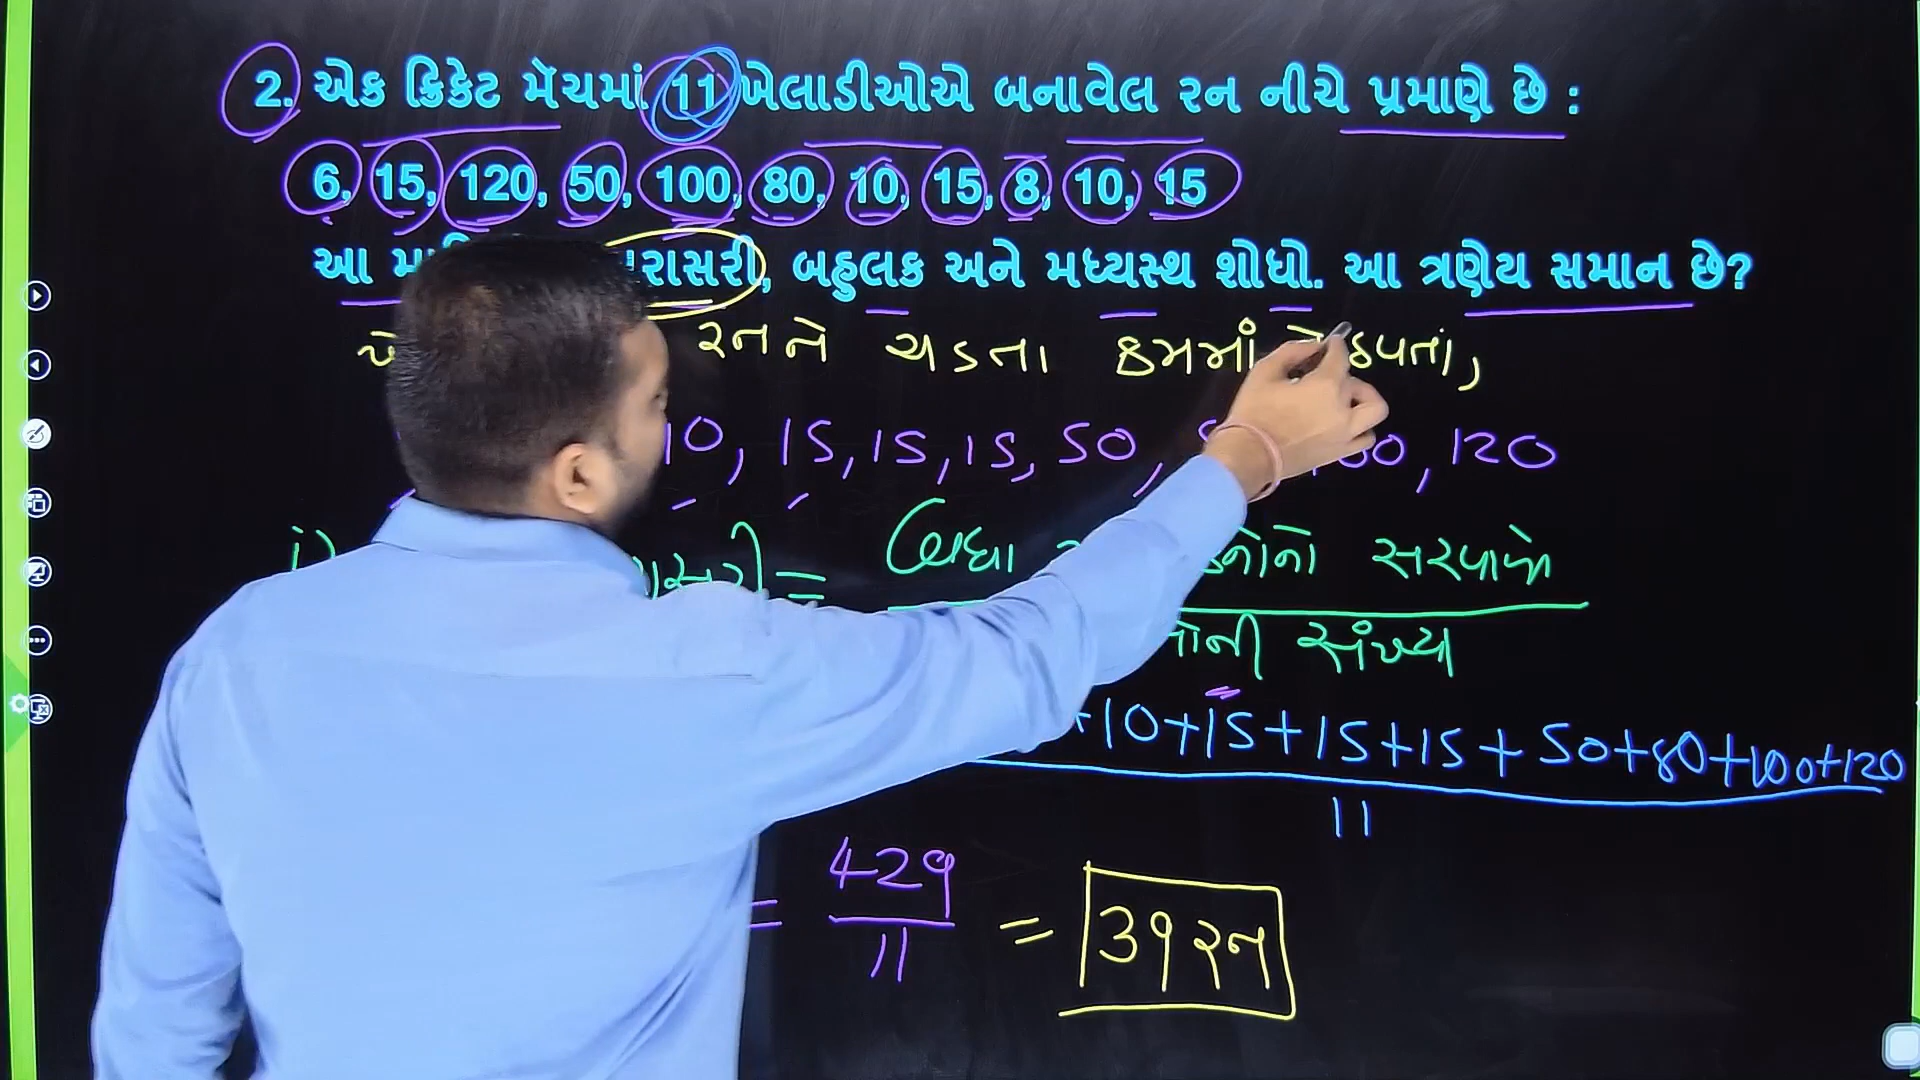 2. એક ક્રિકેટ મૅચમાં 11 ખેલાડીઓએ બનાવેલ રન નીચે પ્રમાણે છે :
6, 15, 120, 50, 100, 80, 10, 15, 8, 10, 15
આ સરાસરી, બહુલક અને મધ્યસ્થ શોધો. આ ત્રણેય સમાન છે?
રનને ચડતા ક્રમમાં
10, 15, 15, 15, 50, 100, 120
= બધા સરવાળો
સંખ્યા
+10+15+15+15+50+80+100+120
11
= 429
11
= 39 રન